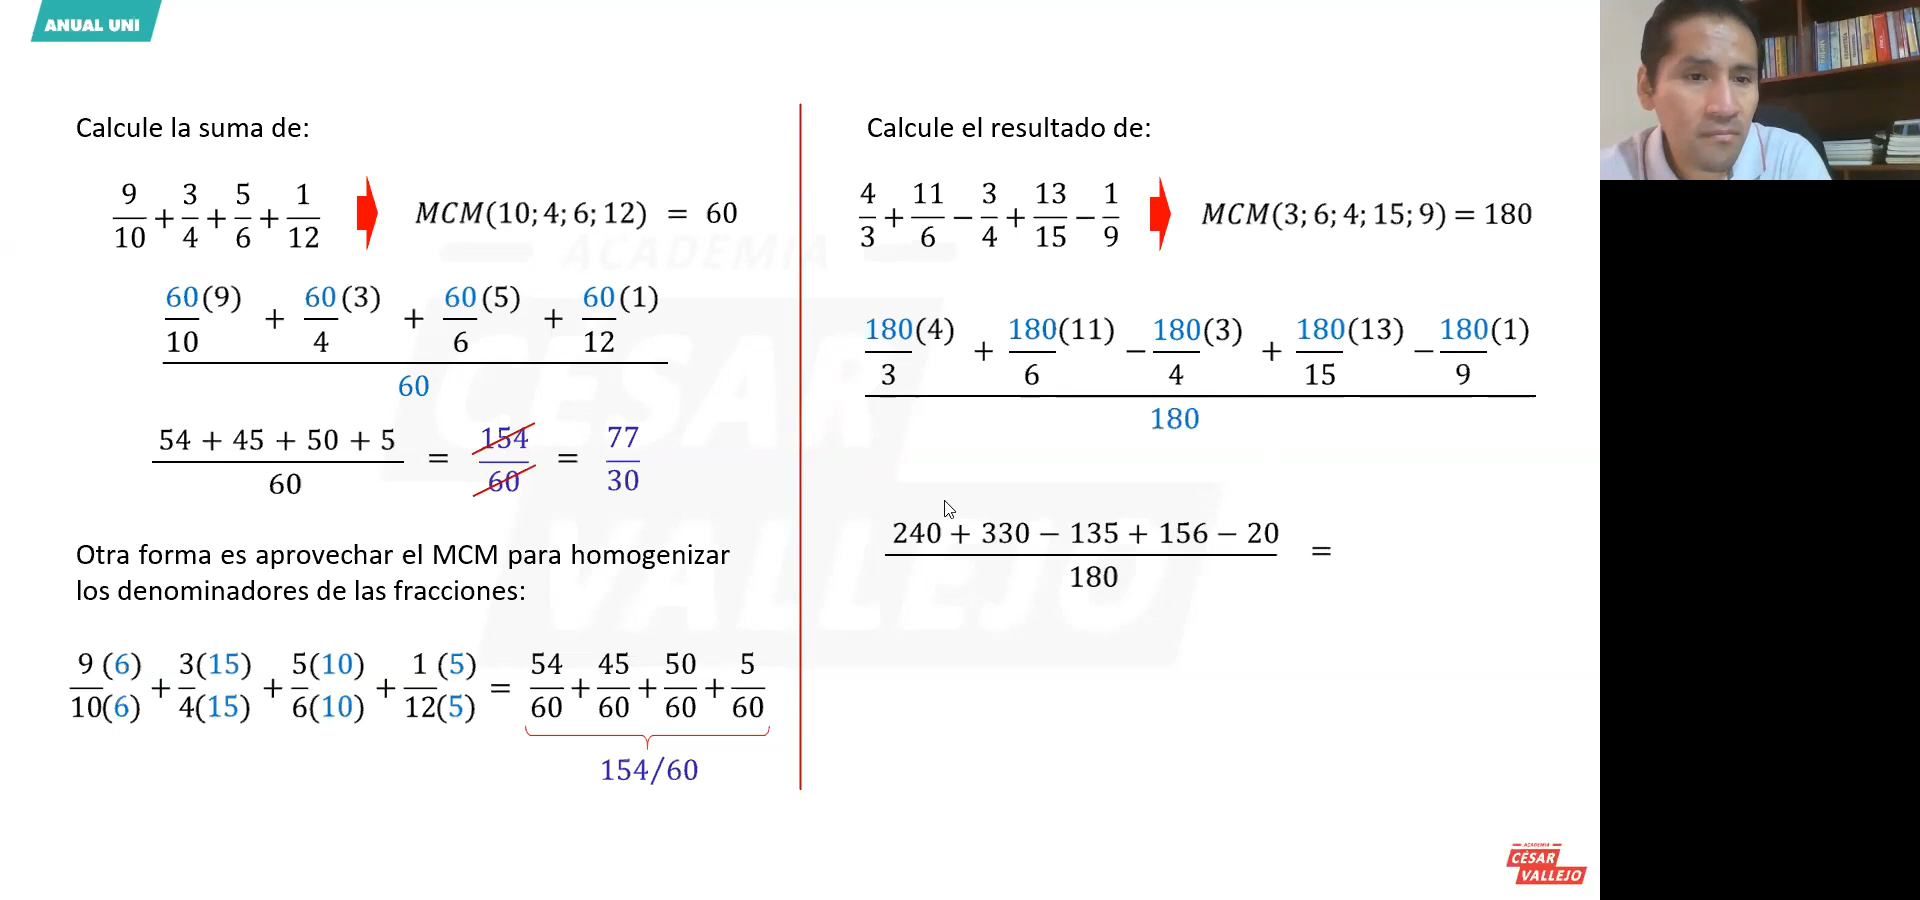 ANUAL UNI
Calcule la suma de:
9/10 + 3/4 + 5/6 + 1/12
MCM(10; 4; 6; 12) = 60
60/10 (9) + 60/4 (3) + 60/6 (5) + 60/12 (1)
60
54 + 45 + 50 + 5 / 60 = 154/60 = 77/30
Otra forma es aprovechar el MCM para homogenizar
los denominadores de las fracciones:
9(6)/10(6) + 3(15)/4(15) + 5(10)/6(10) + 1(5)/12(5) = 54/60 + 45/60 + 50/60 + 5/60
154/60
Calcule el resultado de:
4/3 + 11/6 − 3/4 + 13/15 − 1/9
MCM(3; 6; 4; 15; 9) = 180
180/3 (4) + 180/6 (11) − 180/4 (3) + 180/15 (13) − 180/9 (1)
180
240 + 330 − 135 + 156 − 20 / 180 =
ACADEMIA
CESAR
VALLEJO
ACADEMIA
CÉSAR
VALLEJO